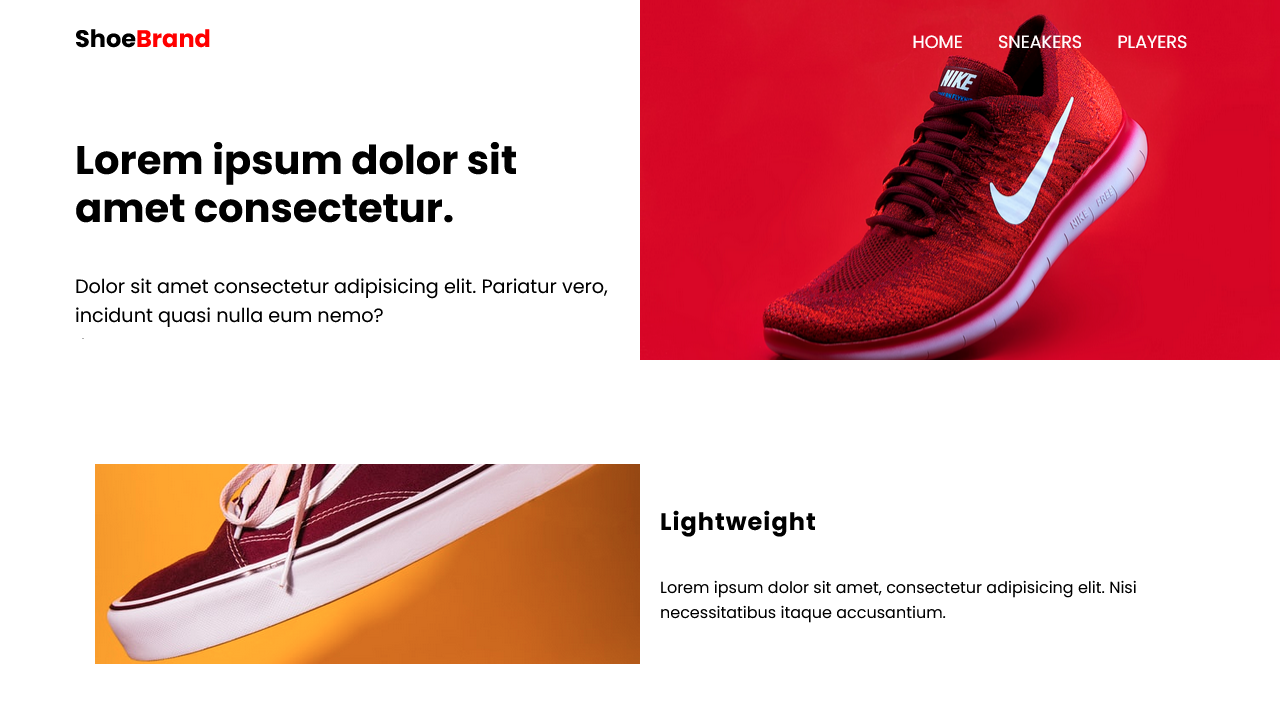 ShoeBrand
HOME SNEAKERS PLAYERS
Lorem ipsum dolor sit
amet consectetur.
Dolor sit amet consectetur adipisicing elit. Pariatur vero,
incidunt quasi nulla eum nemo?
NIKE
NIKE FREE
Lightweight
Lorem ipsum dolor sit amet, consectetur adipisicing elit. Nisi
necessitatibus itaque accusantium.